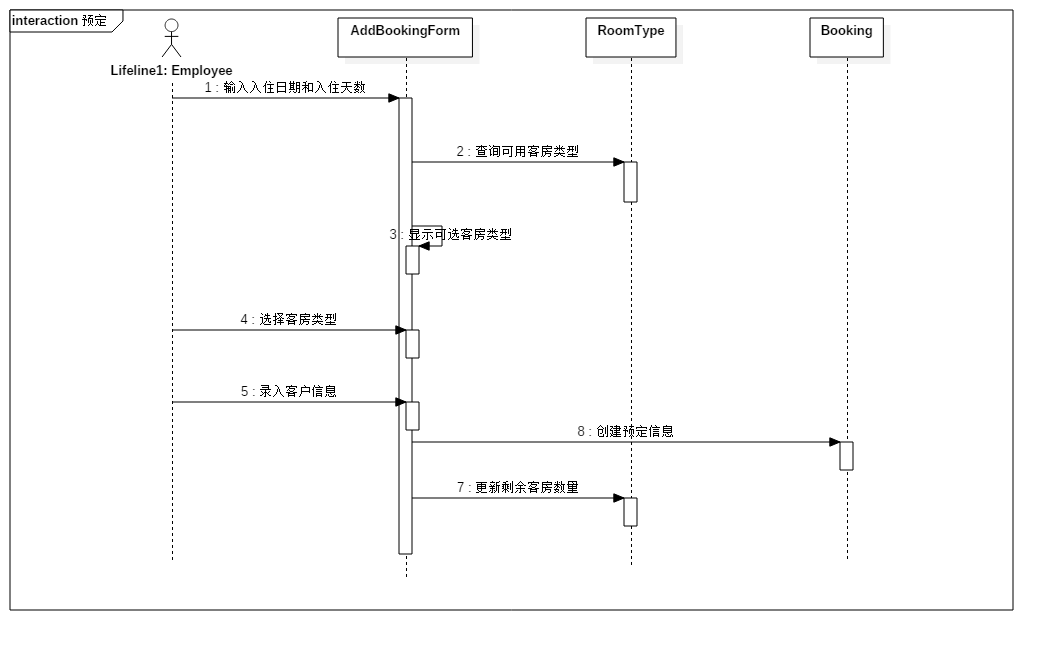 interaction 预定
AddBookingForm
RoomType
Booking
Lifeline1: Employee
1 : 输入入住日期和入住天数
2 : 查询可用客房类型
3 : 显示可选客房类型
4 : 选择客房类型
5 : 录入客户信息
8 : 创建预定信息
7 : 更新剩余客房数量